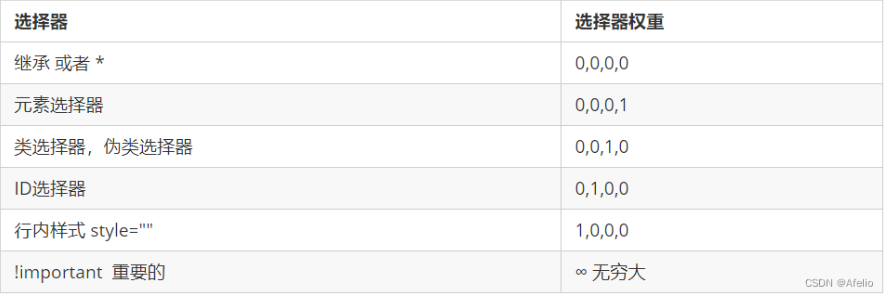 选择器 选择器权重
继承 或者 * 0,0,0,0
元素选择器 0,0,0,1
类选择器，伪类选择器 0,0,1,0
ID选择器 0,1,0,0
行内样式 style="" 1,0,0,0
!important 重要的 ∞ 无穷大
CSDN @Afelio